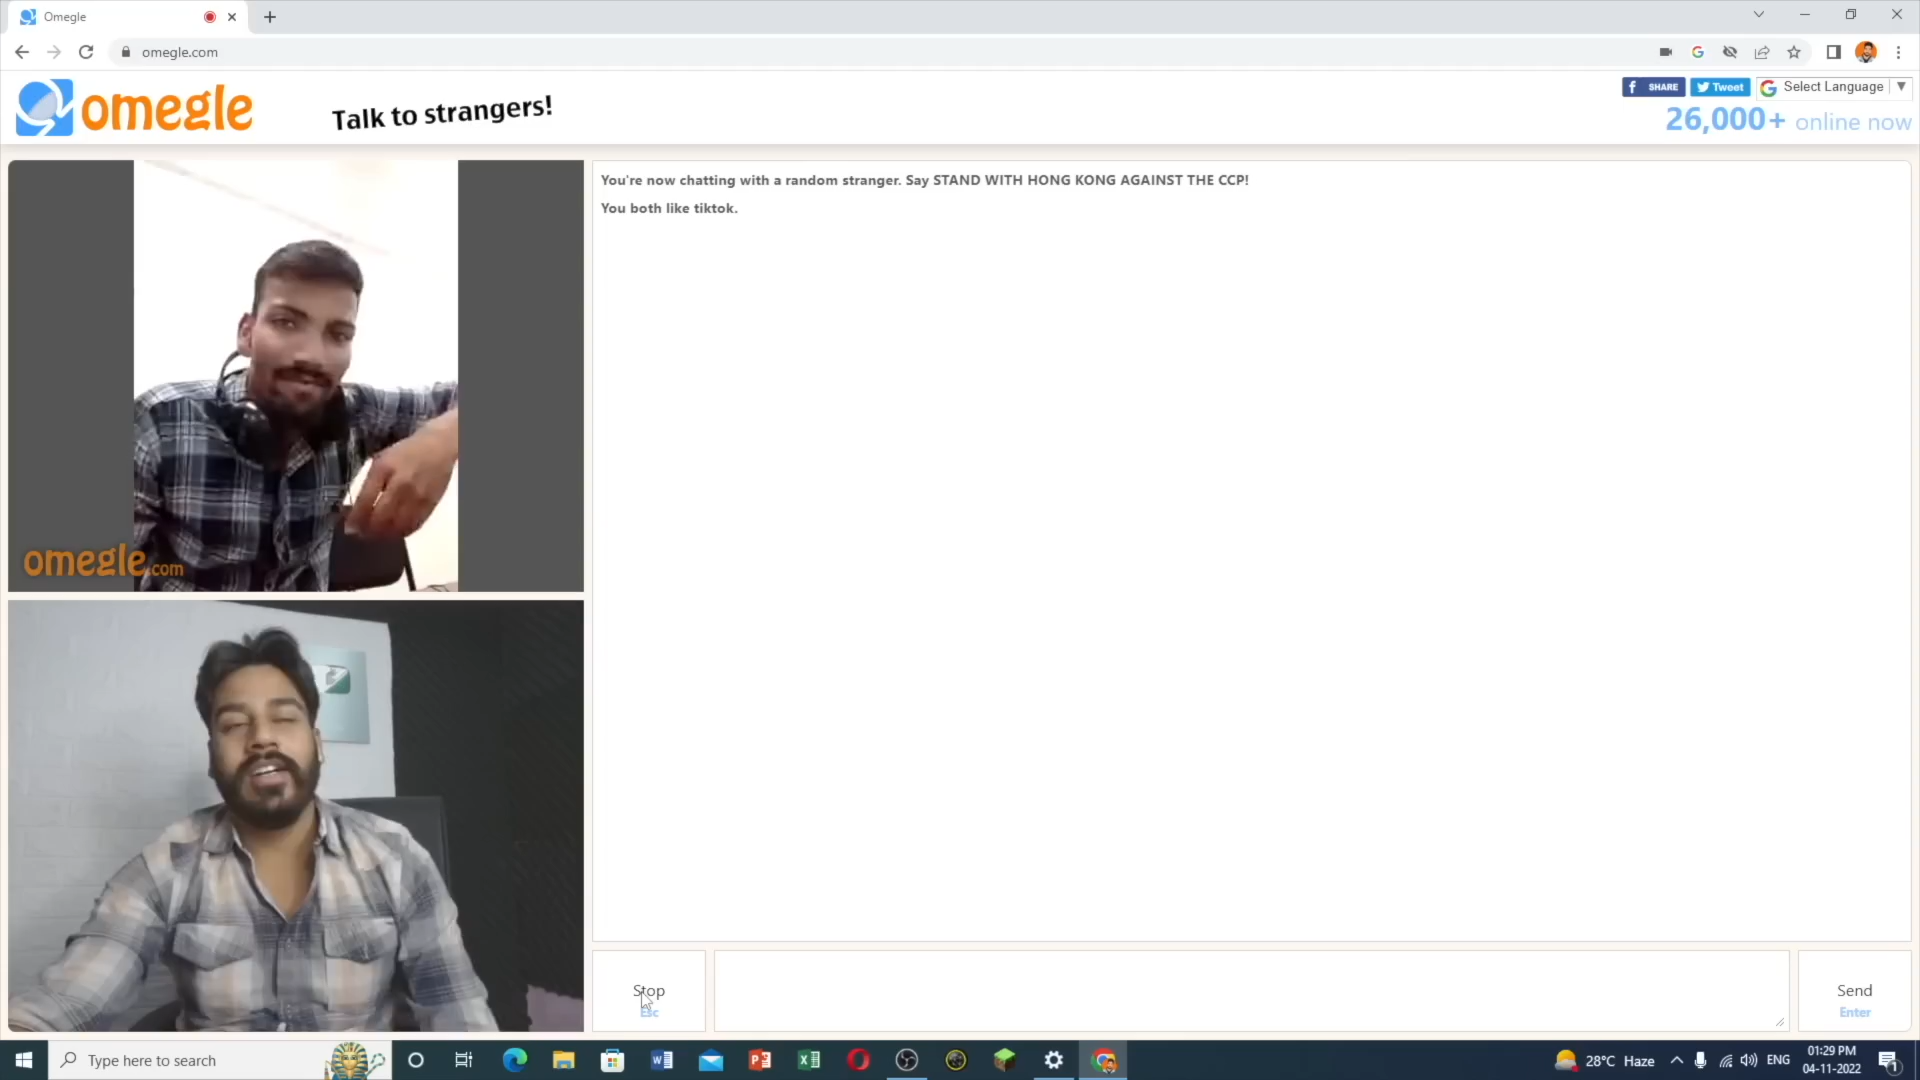 Omegle
omegle.com
omegle
Talk to strangers!
SHARE
Tweet
Select Language
26,000+ online now
You're now chatting with a random stranger. Say STAND WITH HONG KONG AGAINST THE CCP!
You both like tiktok.
omegle.com
Stop
Esc
Send
Enter
Type here to search
28°C Haze
ENG
01:29 PM
04-11-2022
1